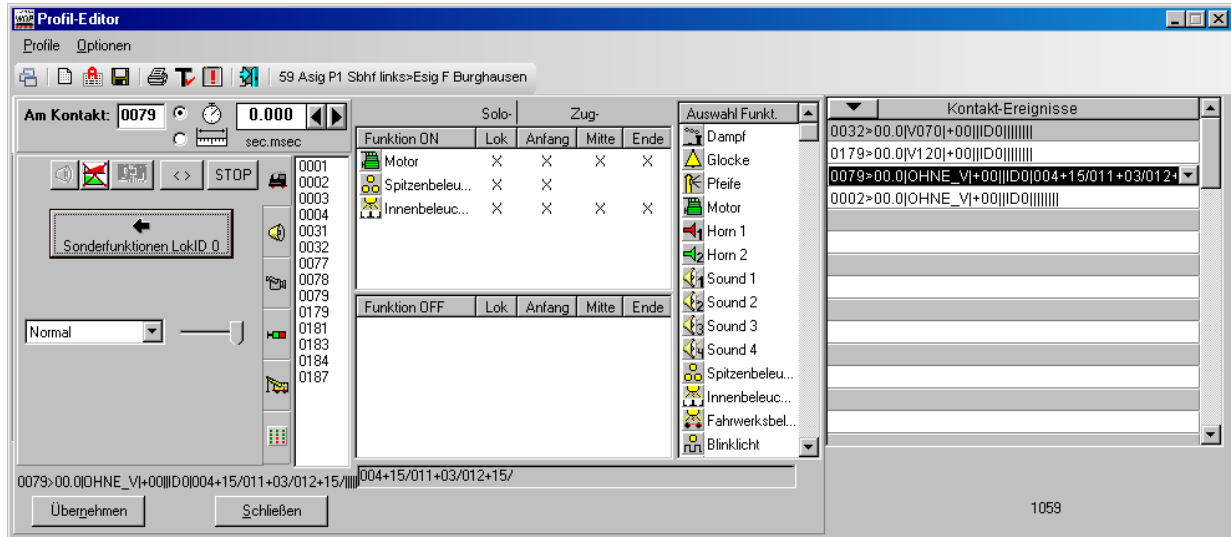 Profil-Editor
Profile Optionen
59 Asig P1 Sbhf links>Esig F Burghausen
Am Kontakt: 0079 0.000
sec.msec
< > STOP
Sonderfunktionen LokID 0
Normal
0001
0002
0003
0004
0031
0032
0077
0078
0079
0179
0181
0183
0184
0187
Solo- Zug-
Funktion ON Lok Anfang Mitte Ende
Motor X X X X
Spitzenbeleu... X X
Innenbeleuc... X X X X
Funktion OFF Lok Anfang Mitte Ende
Auswahl Funkt.
Dampf
Glocke
Pfeife
Motor
1 Horn 1
2 Horn 2
1 Sound 1
2 Sound 2
3 Sound 3
4 Sound 4
Spitzenbeleu...
Innenbeleuc...
Fahrwerksbel...
Blinklicht
Kontakt-Ereignisse
0032>00.0|V070|+00|||ID0||||||||
0179>00.0|V120|+00|||ID0||||||||
0079>00.0|OHNE_V|+00|||ID0|004+15/011+03/012+
0002>00.0|OHNE_V|+00|||ID0||||||||
0079>00.0|OHNE_V|+00|||ID0|004+15/011+03/012+15/|||||
004+15/011+03/012+15/
Übernehmen Schließen
1059